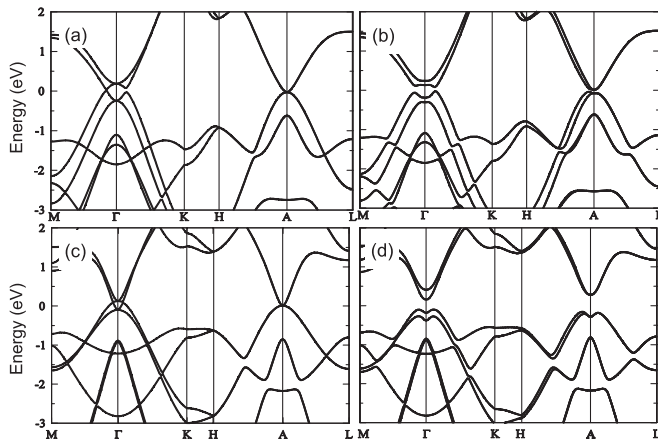 2
(a)
(b)
1
0
-1
-2
-3
Energy (eV)
M Γ K H A L
M Γ K H A
2
(c)
(d)
1
0
-1
-2
-3
Energy (eV)
M Γ K H A L
M Γ K H A L